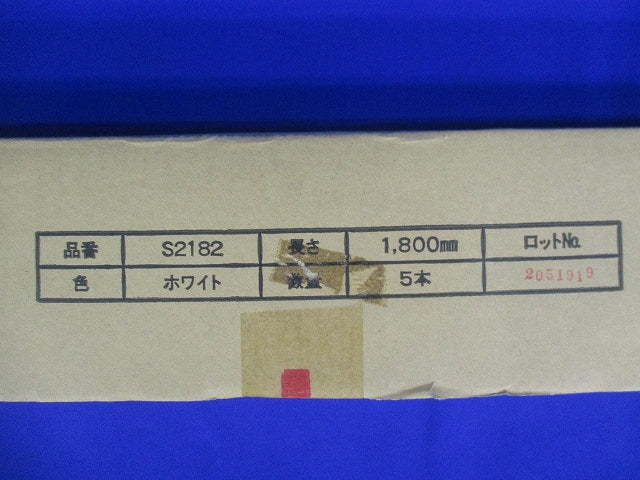 品番 S2182 長さ 1,800㎜ ロット№
色 ホワイト 数量 5本 2051919